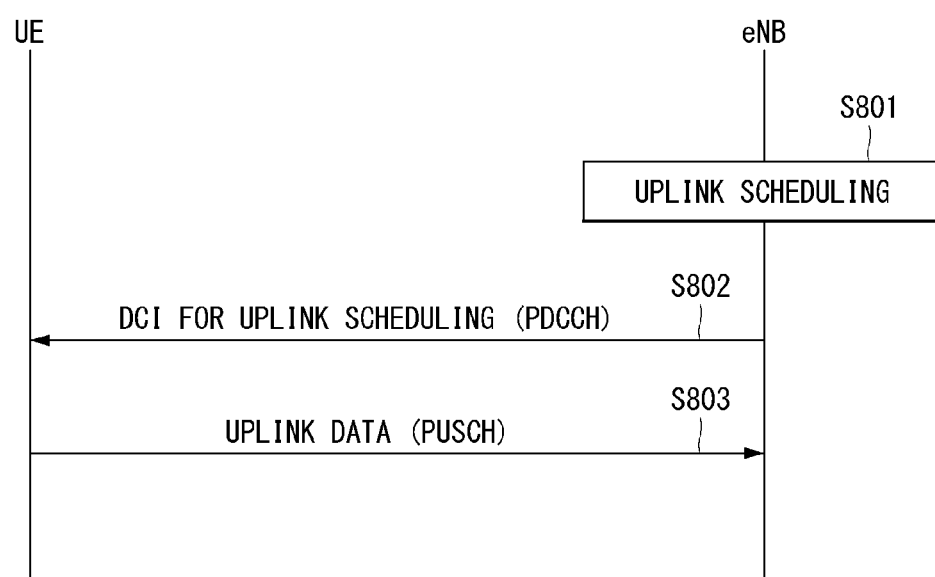 UE
eNB
S801
UPLINK SCHEDULING
S802
DCI FOR UPLINK SCHEDULING (PDCCH)
S803
UPLINK DATA (PUSCH)